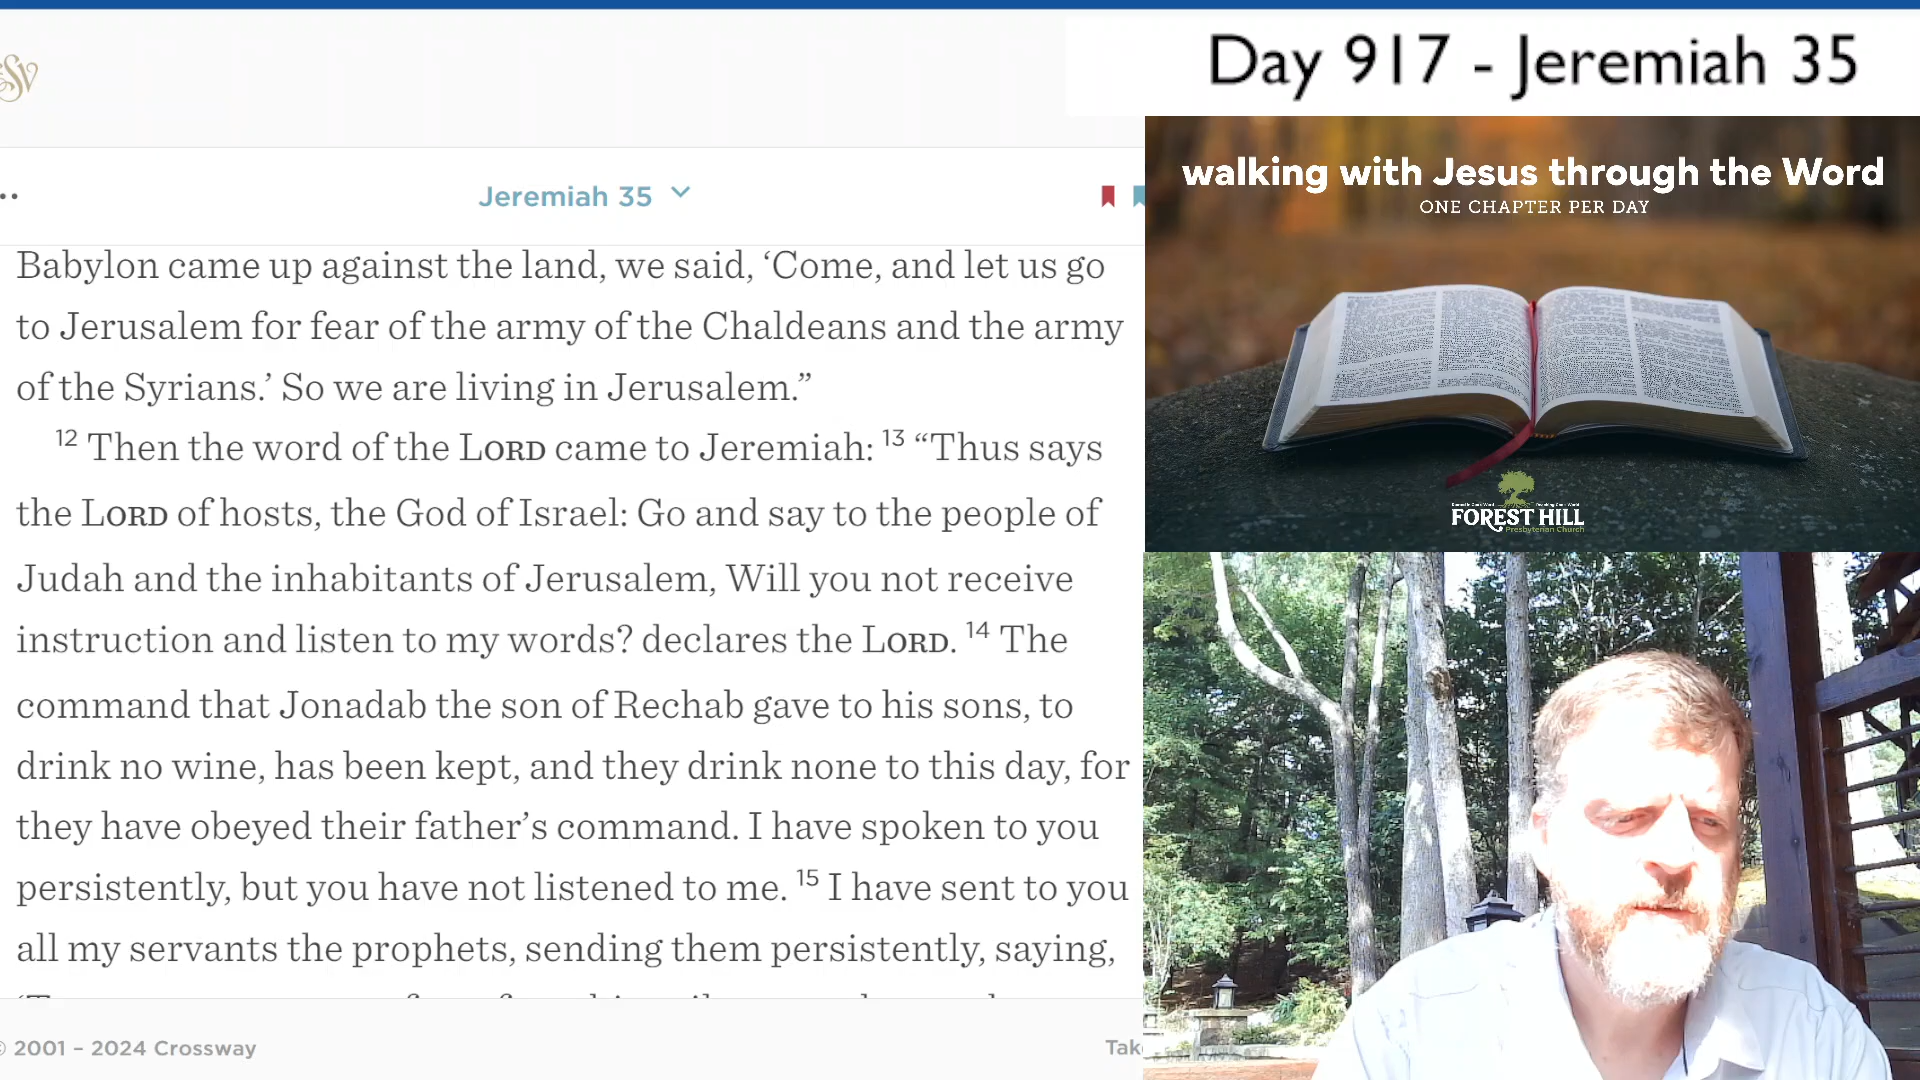 ESV
Day 917 - Jeremiah 35
Jeremiah 35
Babylon came up against the land, we said, ‘Come, and let us go
to Jerusalem for fear of the army of the Chaldeans and the army
of the Syrians.’ So we are living in Jerusalem.”
12 Then the word of the LORD came to Jeremiah: 13 “Thus says
the LORD of hosts, the God of Israel: Go and say to the people of
Judah and the inhabitants of Jerusalem, Will you not receive
instruction and listen to my words? declares the LORD. 14 The
command that Jonadab the son of Rechab gave to his sons, to
drink no wine, has been kept, and they drink none to this day, for
they have obeyed their father’s command. I have spoken to you
persistently, but you have not listened to me. 15 I have sent to you
all my servants the prophets, sending them persistently, saying,
© 2001 – 2024 Crossway
Tak
walking with Jesus through the Word
ONE CHAPTER PER DAY
FOREST HILL
Presbyterian Church